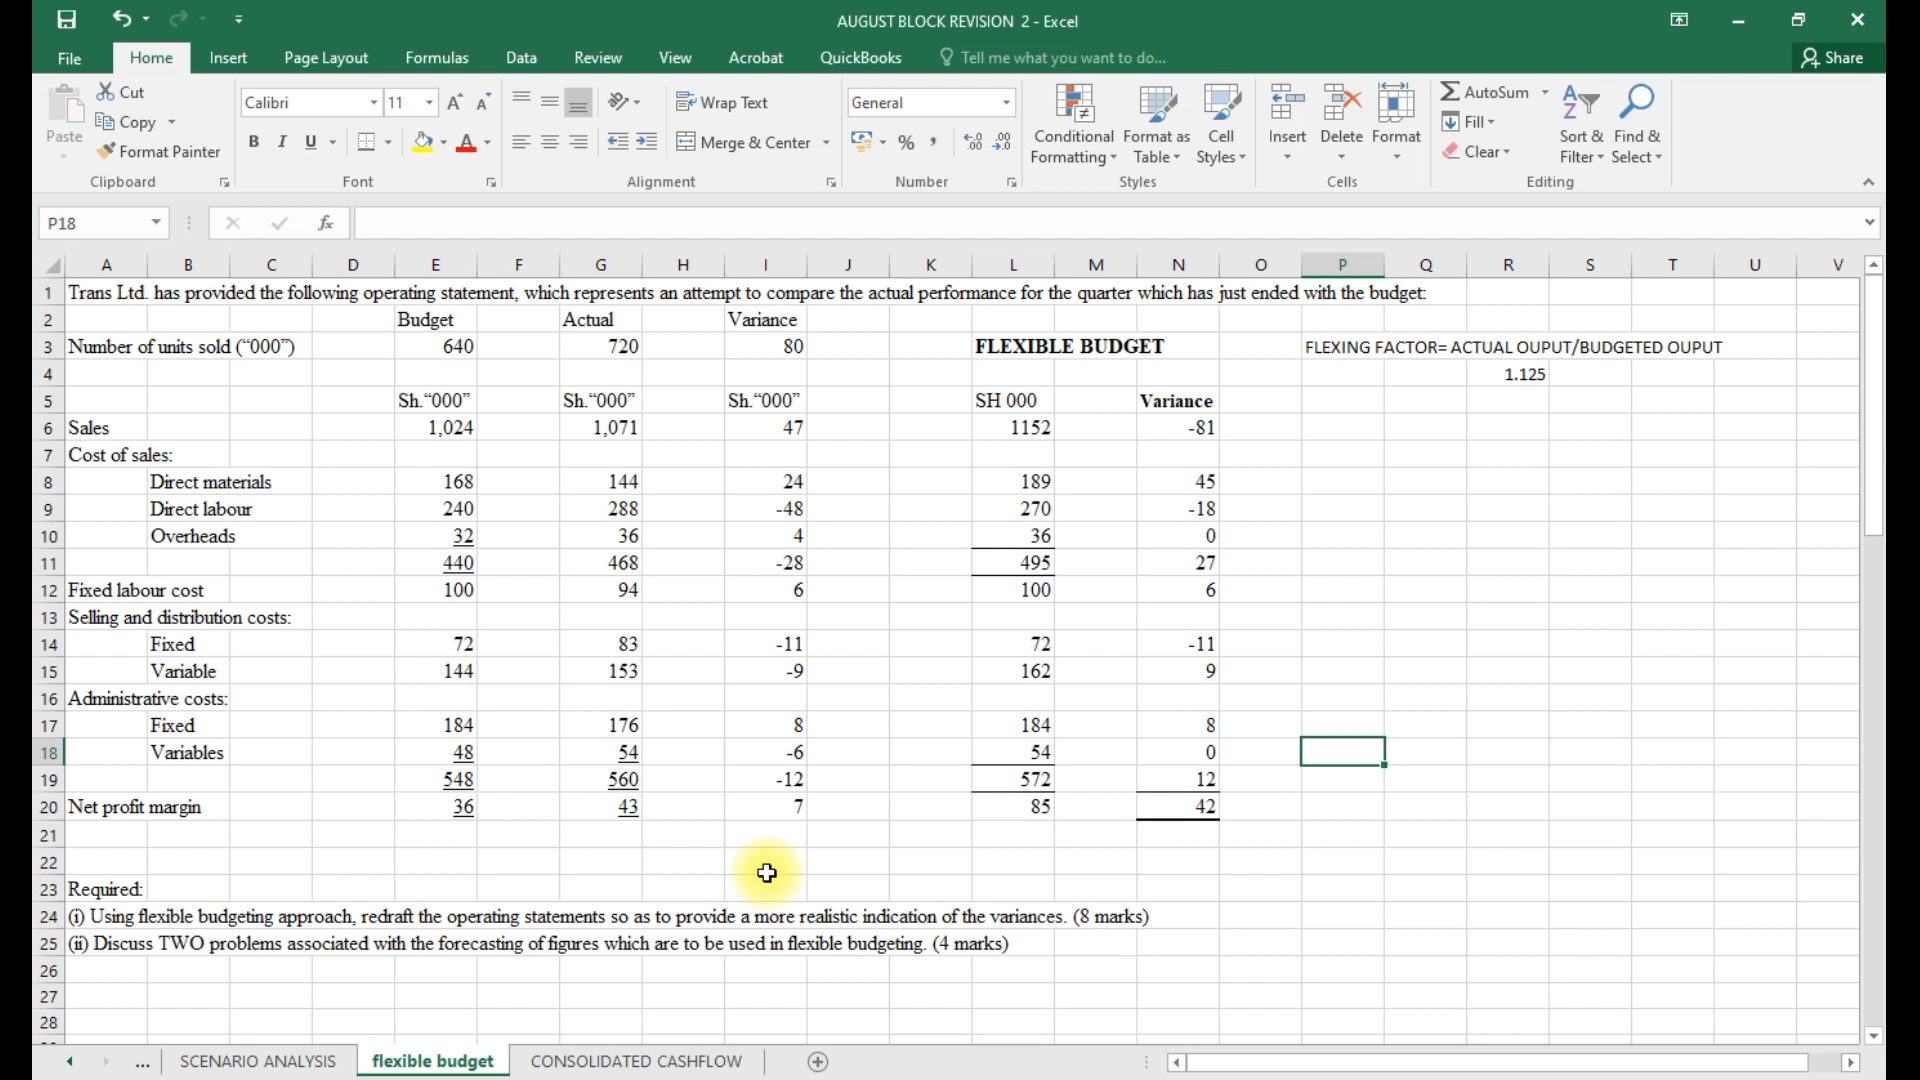 AUGUST BLOCK REVISION 2 - Excel
File Home Insert Page Layout Formulas Data Review View Acrobat QuickBooks Tell me what you want to do... Share
Paste Cut Copy Format Painter Clipboard
Calibri 11 A A B I U A Font
Wrap Text Merge & Center Alignment
General % , .0 .00 Number
Conditional Formatting Format as Table Cell Styles Styles
Insert Delete Format Cells
AutoSum Fill Clear Sort & Filter Find & Select Editing
P18 fx
A B C D E F G H I J K L M N O P Q R S T U V
1 Trans Ltd. has provided the following operating statement, which represents an attempt to compare the actual performance for the quarter which has just ended with the budget:
2 Budget Actual Variance
3 Number of units sold (“000”) 640 720 80 FLEXIBLE BUDGET FLEXING FACTOR= ACTUAL OUPUT/BUDGETED OUPUT
4 1.125
5 Sh.“000” Sh.“000” Sh.“000” SH 000 Variance
6 Sales 1,024 1,071 47 1152 -81
7 Cost of sales:
8 Direct materials 168 144 24 189 45
9 Direct labour 240 288 -48 270 -18
10 Overheads 32 36 4 36 0
11 440 468 -28 495 27
12 Fixed labour cost 100 94 6 100 6
13 Selling and distribution costs:
14 Fixed 72 83 -11 72 -11
15 Variable 144 153 -9 162 9
16 Administrative costs:
17 Fixed 184 176 8 184 8
18 Variables 48 54 -6 54 0
19 548 560 -12 572 12
20 Net profit margin 36 43 7 85 42
21
22
23 Required:
24 (i) Using flexible budgeting approach, redraft the operating statements so as to provide a more realistic indication of the variances. (8 marks)
25 (ii) Discuss TWO problems associated with the forecasting of figures which are to be used in flexible budgeting. (4 marks)
26
27
28
... SCENARIO ANALYSIS flexible budget CONSOLIDATED CASHFLOW